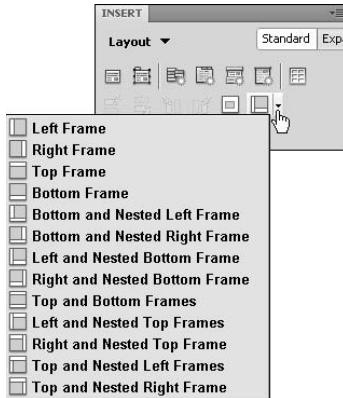 INSERT
Layout
Standard Exp
Left Frame
Right Frame
Top Frame
Bottom Frame
Bottom and Nested Left Frame
Bottom and Nested Right Frame
Left and Nested Bottom Frame
Right and Nested Bottom Frame
Top and Bottom Frames
Left and Nested Top Frames
Right and Nested Top Frame
Top and Nested Left Frames
Top and Nested Right Frame